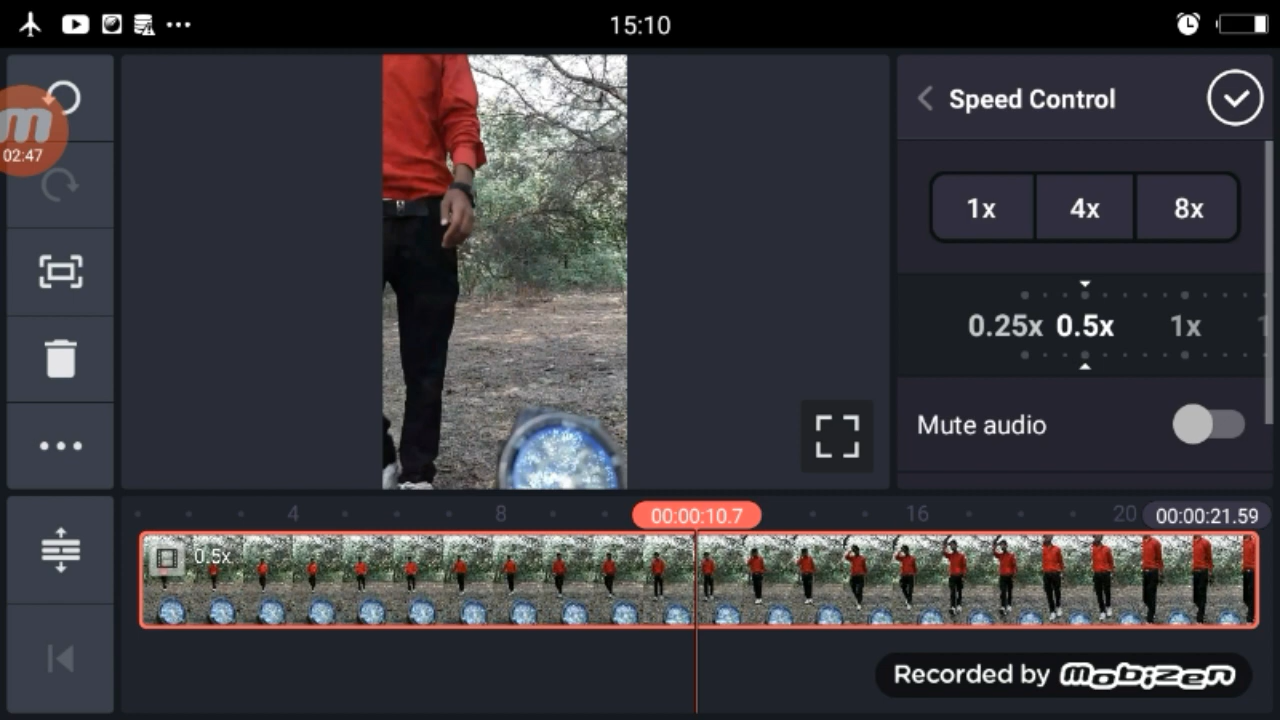 15:10
02:47
Speed Control
1x 4x 8x
0.25x 0.5x 1x
Mute audio
4 8 00:00:10.7 16 20 00:00:21.59
0.5x
Recorded by mobizen